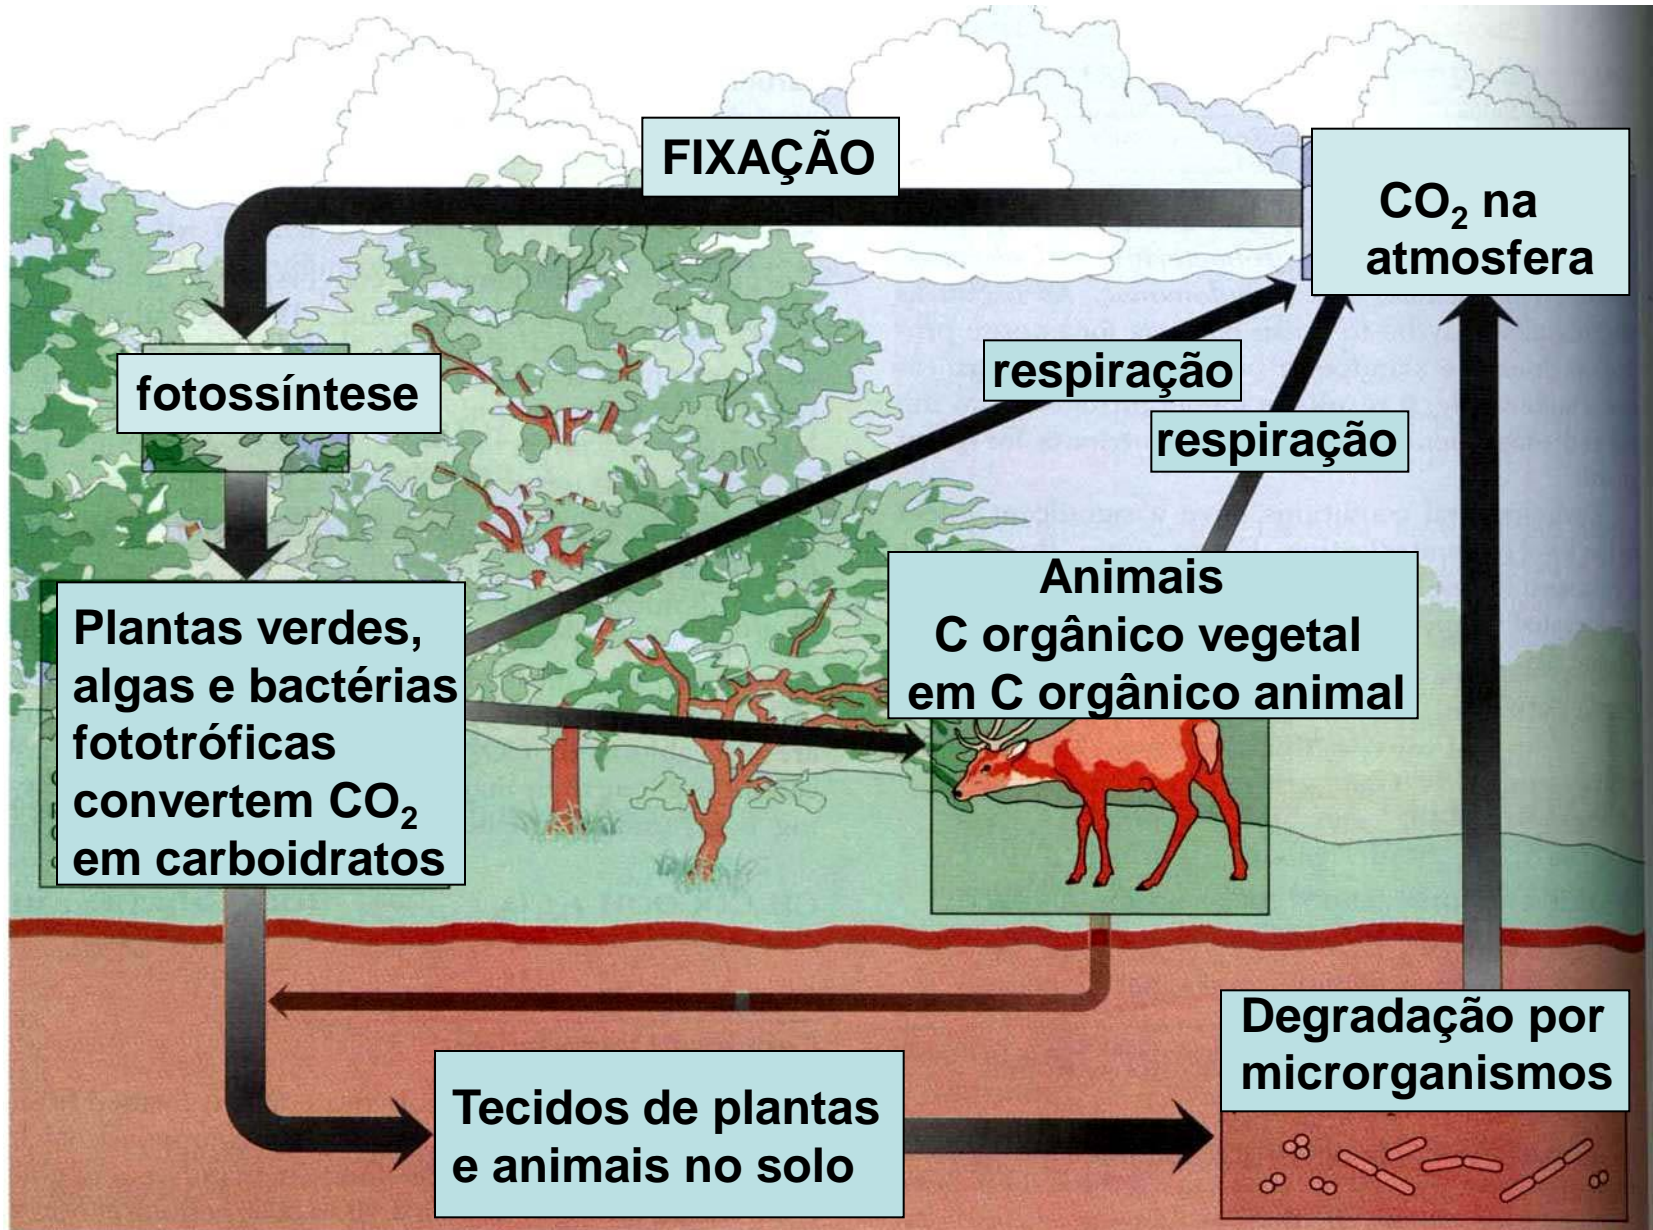 FIXAÇÃO
CO₂ na
atmosfera
fotossíntese
respiração
respiração
Animais
C orgânico vegetal
em C orgânico animal
Plantas verdes,
algas e bactérias
fototróficas
convertem CO₂
em carboidratos
Degradação por
microrganismos
Tecidos de plantas
e animais no solo